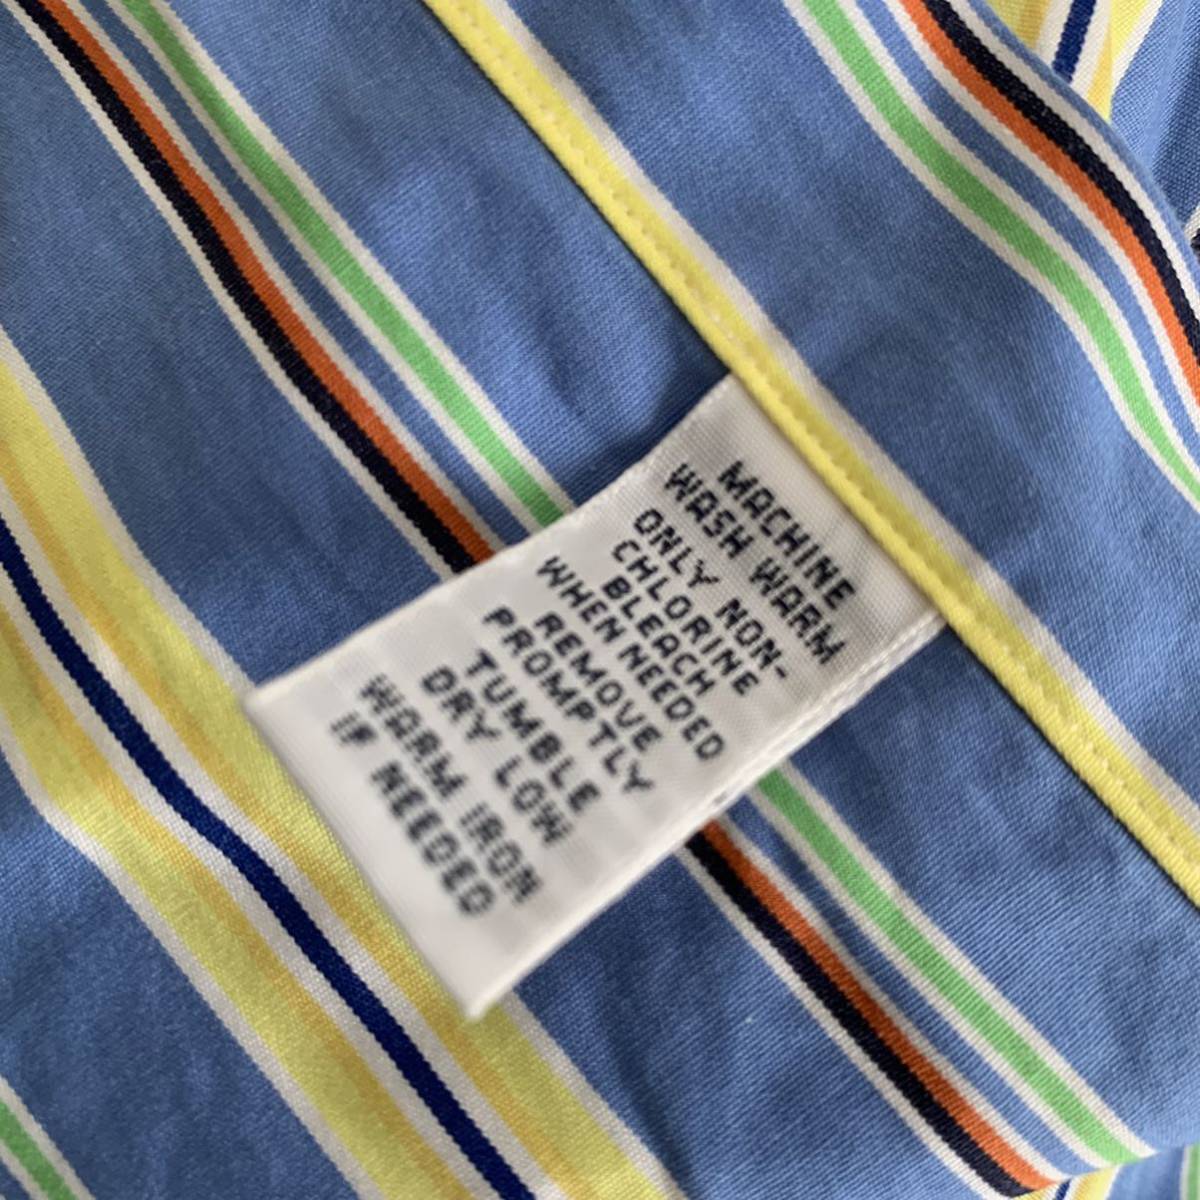 MACHINE
WASH WARM
ONLY NON-
CHLORINE
BLEACH
WHEN NEEDED
REMOVE
PROMPTLY
TUMBLE
DRY LOW
WARM IRON
IF NEEDED